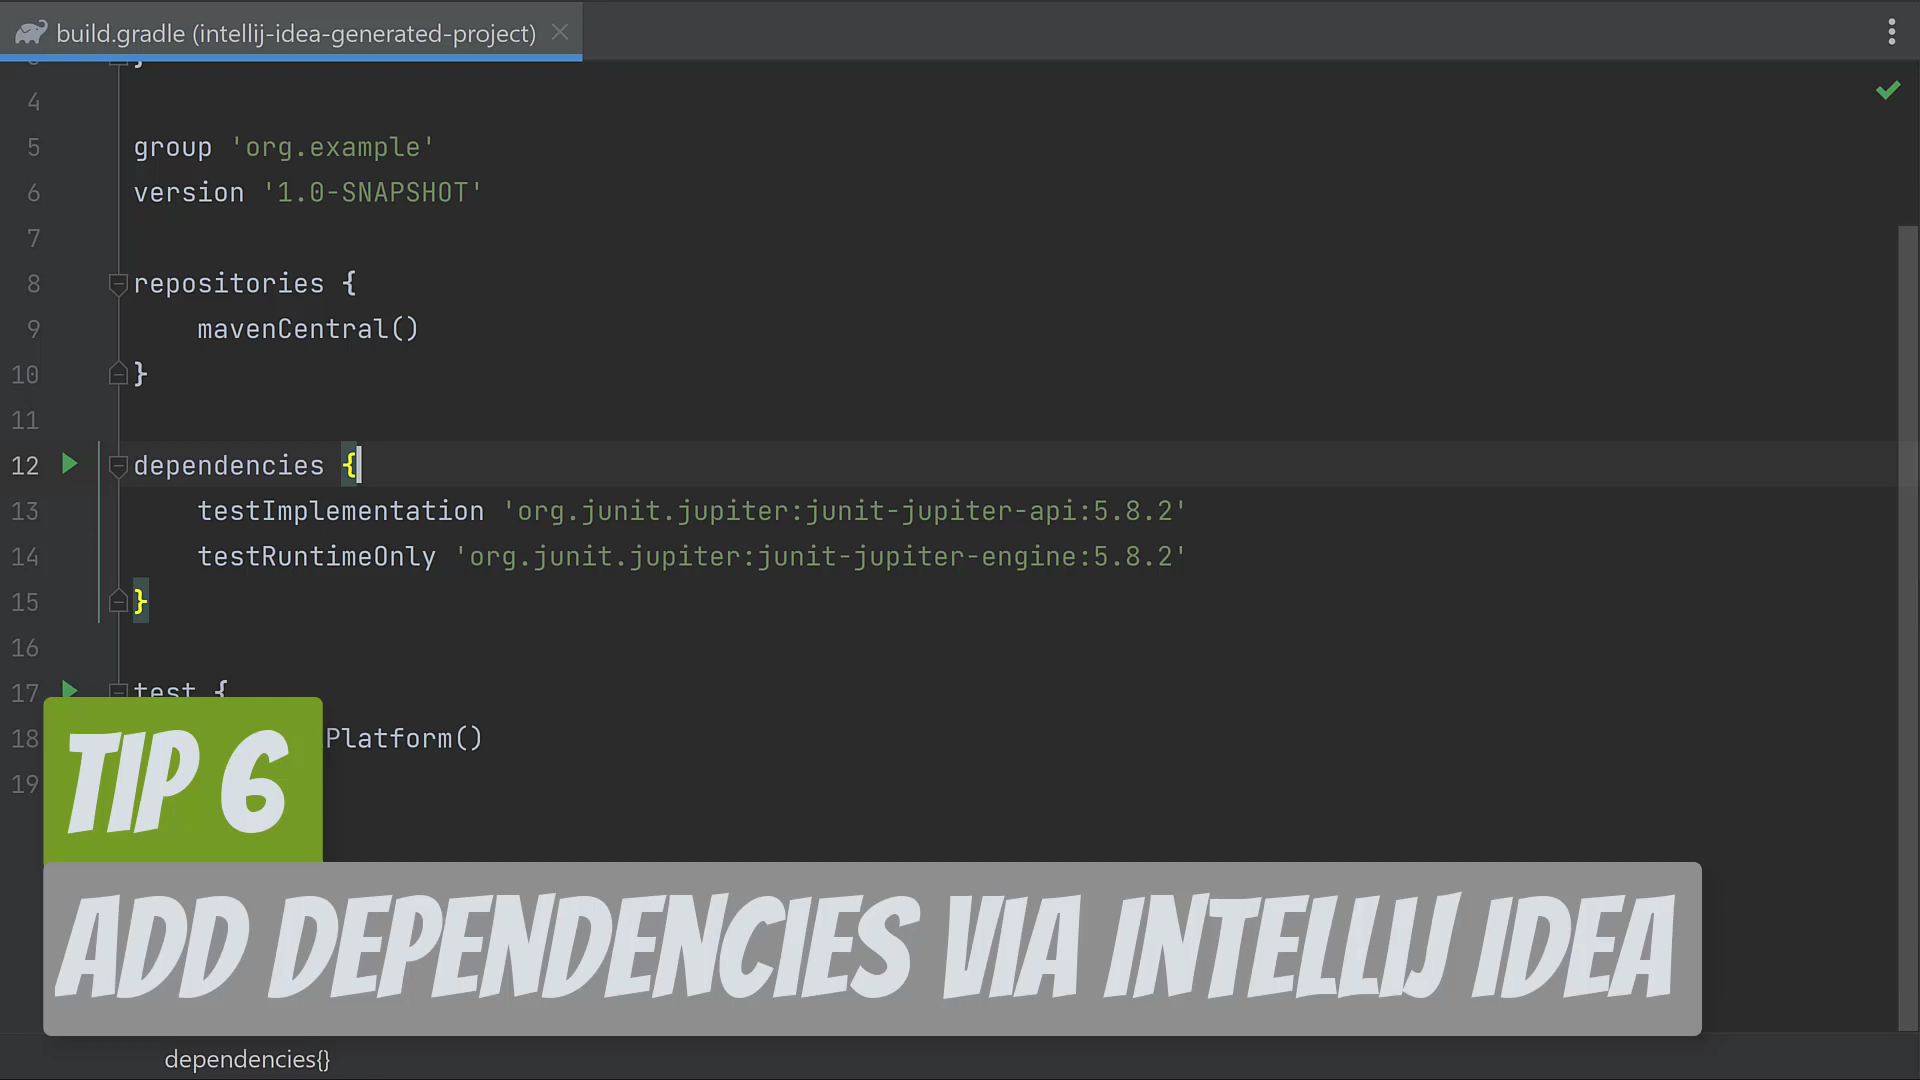 build.gradle (intellij-idea-generated-project)
4
5 group 'org.example'
6 version '1.0-SNAPSHOT'
7
8 repositories {
9 mavenCentral()
10 }
11
12 dependencies {
13 testImplementation 'org.junit.jupiter:junit-jupiter-api:5.8.2'
14 testRuntimeOnly 'org.junit.jupiter:junit-jupiter-engine:5.8.2'
15 }
16
17 test {
18 Platform()
19
TIP 6
ADD DEPENDENCIES VIA INTELLIJ IDEA
dependencies{}